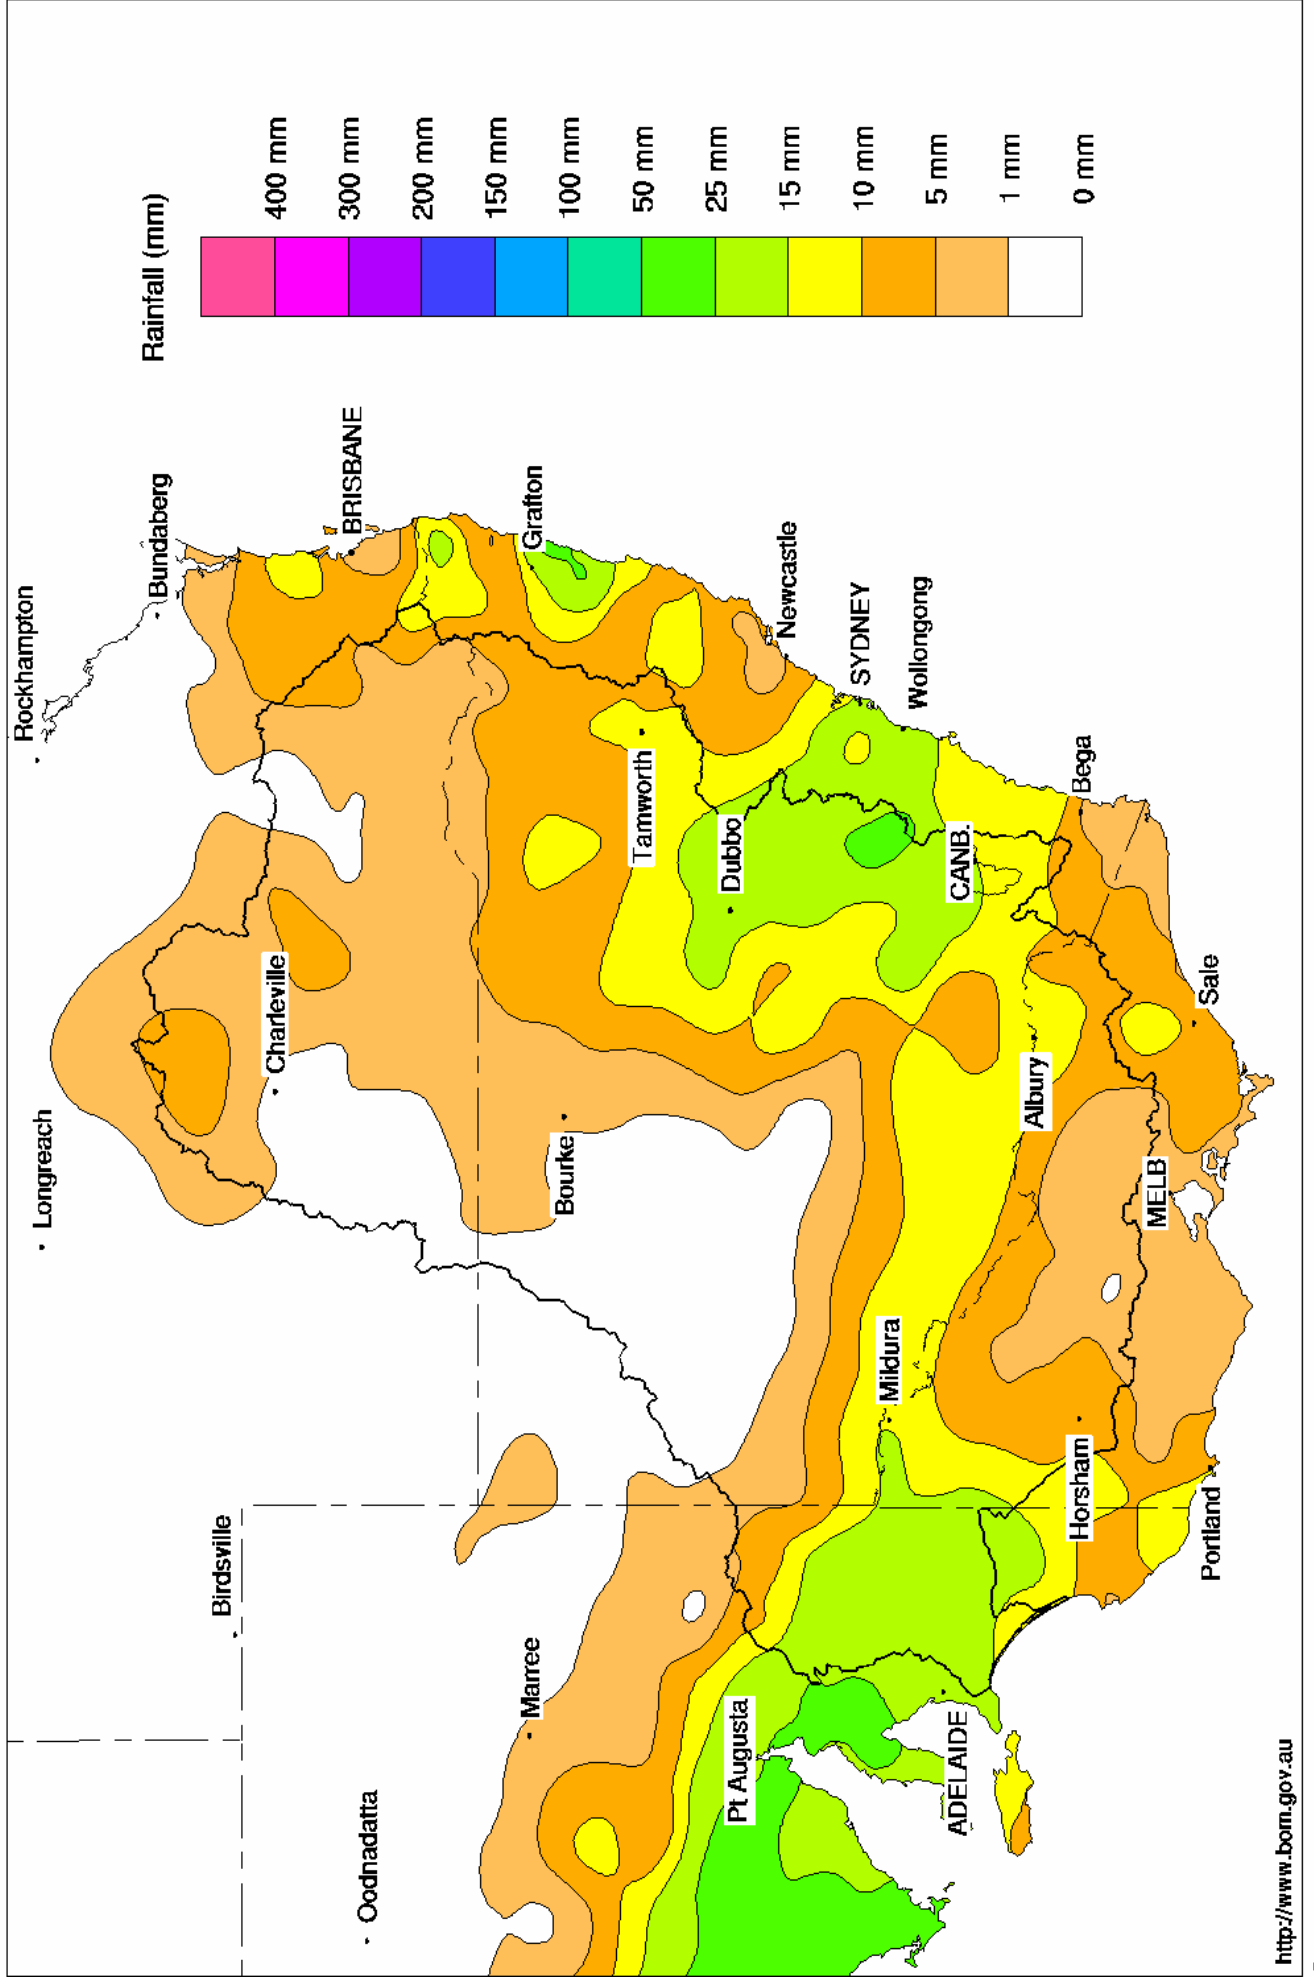 Rainfall (mm)
400 mm
300 mm
200 mm
150 mm
100 mm
50 mm
25 mm
15 mm
10 mm
5 mm
1 mm
0 mm
Rockhampton
Longreach
Bundaberg
Birdsville
Charleville
BRISBANE
Oodnadatta
Marree
Bourke
Grafton
Tamworth
Pt Augusta
Dubbo
Newcastle
Mildura
SYDNEY
Wollongong
ADELAIDE
CANB.
Albury
Horsham
Bega
MELB
Portland
Sale
http://www.bom.gov.au